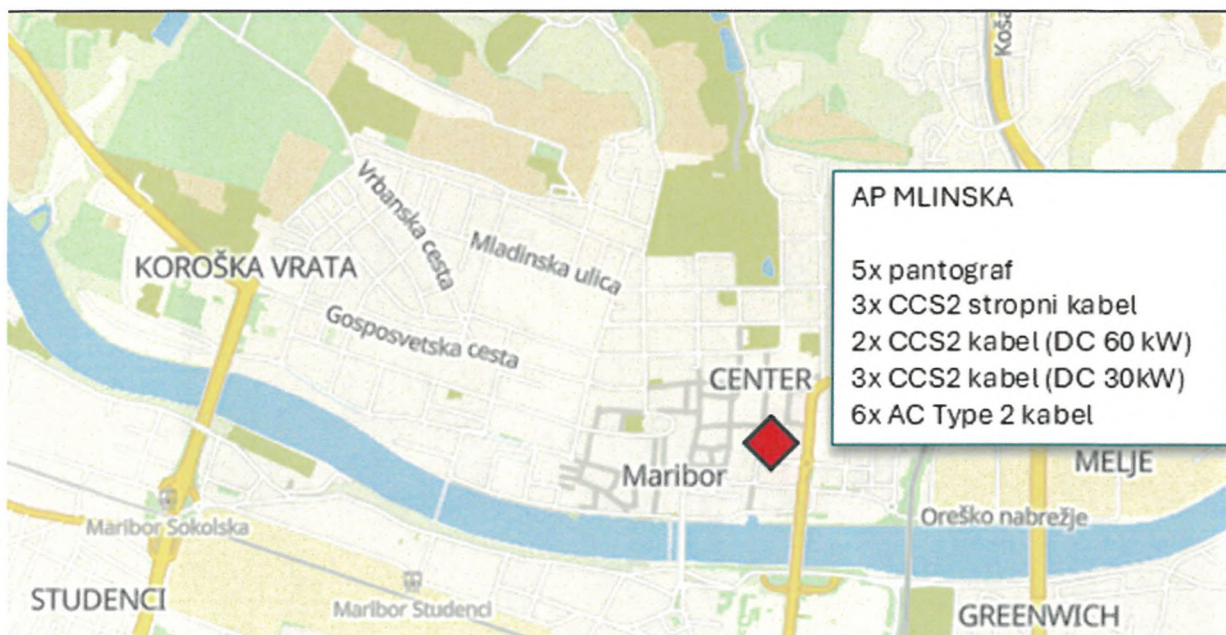 Koša
AP MLINSKA
5x pantograf
3x CCS2 stropni kabel
2x CCS2 kabel (DC 60 kW)
3x CCS2 kabel (DC 30kW)
6x AC Type 2 kabel
Vrbanska cesta
Mladinska ulica
KOROŠKA VRATA
Gosposvetska cesta
CENTER
Maribor
MELJE
Maribor Sokolska
Oreško nabrežje
STUDENCI
Maribor Studenci
GREENWICH